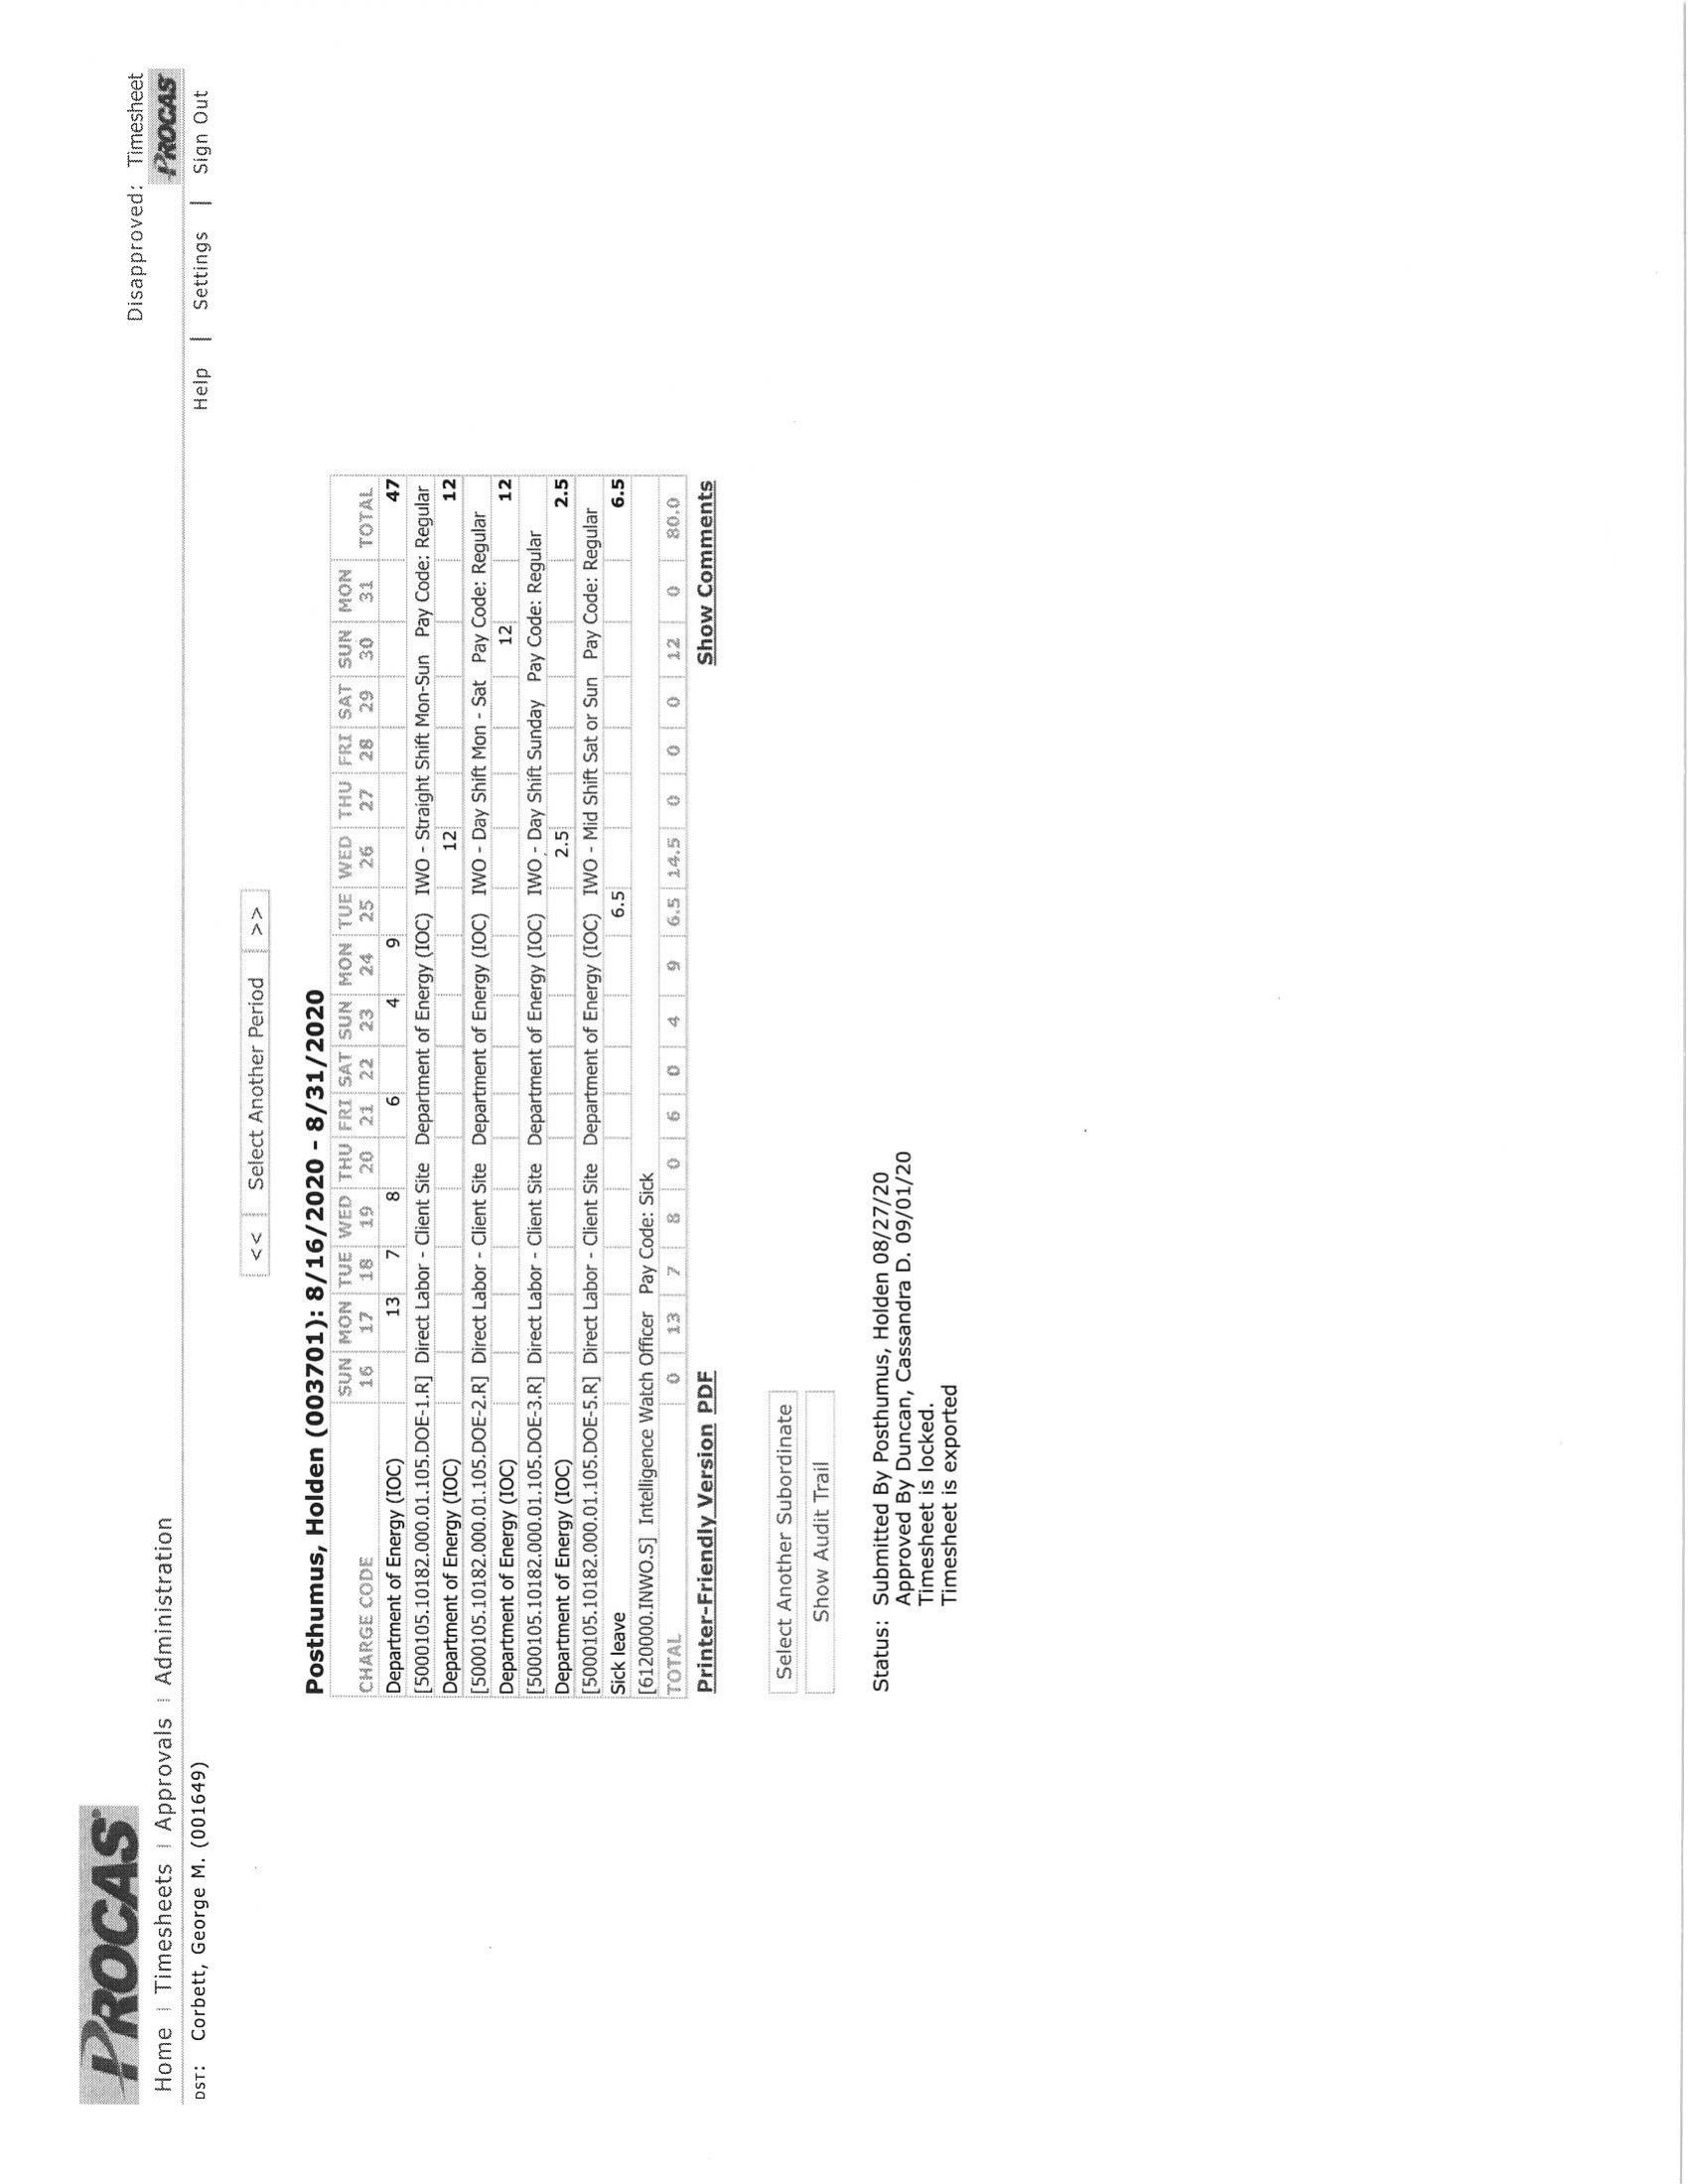 Disapproved: Timesheet
PROCAS
PROCAS
Home | Timesheets | Approvals | Administration
DST: Corbett, George M. (001649)
Help | Settings | Sign Out
<< | Select Another Period | >>
Posthumus, Holden (003701): 8/16/2020 - 8/31/2020
SUN MON TUE WED THU FRI SAT SUN MON TUE WED THU FRI SAT SUN MON
CHARGE CODE 16 17 18 19 20 21 22 23 24 25 26 27 28 29 30 31 TOTAL
Department of Energy (IOC) 13 7 8 6 4 9 47
[5000105.10182.000.01.105.DOE-1.R] Direct Labor - Client Site Department of Energy (IOC) IWO - Straight Shift Mon-Sun Pay Code: Regular
Department of Energy (IOC) 12 12
[5000105.10182.000.01.105.DOE-2.R] Direct Labor - Client Site Department of Energy (IOC) IWO - Day Shift Mon - Sat Pay Code: Regular
Department of Energy (IOC) 12 12
[5000105.10182.000.01.105.DOE-3.R] Direct Labor - Client Site Department of Energy (IOC) IWO - Day Shift Sunday Pay Code: Regular
Department of Energy (IOC) 2.5 2.5
[5000105.10182.000.01.105.DOE-5.R] Direct Labor - Client Site Department of Energy (IOC) IWO - Mid Shift Sat or Sun Pay Code: Regular
Sick leave 6.5 6.5
[6120000.INWO.S] Intelligence Watch Officer Pay Code: Sick
TOTAL 0 13 7 8 0 6 0 4 9 6.5 14.5 0 0 0 12 0 80.0
Printer-Friendly Version PDF Show Comments
Select Another Subordinate
Show Audit Trail
Status: Submitted By Posthumus, Holden 08/27/20
Approved By Duncan, Cassandra D. 09/01/20
Timesheet is locked.
Timesheet is exported